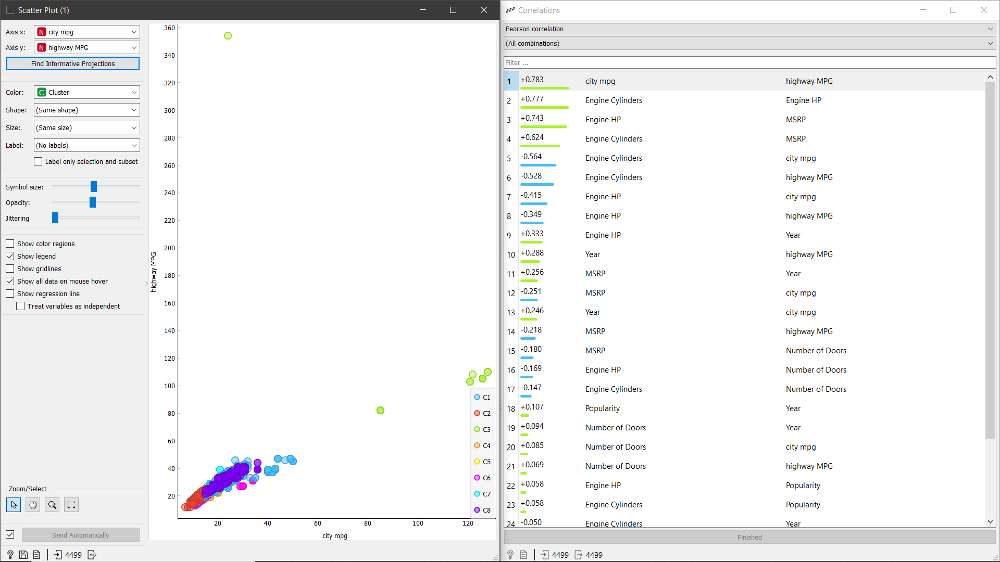 Scatter Plot (1)
Axis x: N city mpg
Axis y: N highway MPG
Find Informative Projections
Color: C Cluster
Shape: (Same shape)
Size: (Same size)
Label: (No labels)
Label only selection and subset
Symbol size:
Opacity:
Jittering
Show color regions
Show legend
Show gridlines
Show all data on mouse hover
Show regression line
Treat variables as independent
Zoom/Select
Send Automatically
? 4499
highway MPG
360
340
320
300
280
260
240
220
200
180
160
140
120
100
80
60
40
20
20 40 60 80 100 120
city mpg
C1
C2
C3
C4
C5
C6
C7
C8
Correlations
Pearson correlation
(All combinations)
Filter ...
1 +0.783 city mpg highway MPG
2 +0.777 Engine Cylinders Engine HP
3 +0.743 Engine HP MSRP
4 +0.624 Engine Cylinders MSRP
5 -0.564 Engine Cylinders city mpg
6 -0.528 Engine Cylinders highway MPG
7 -0.415 Engine HP city mpg
8 -0.349 Engine HP highway MPG
9 +0.333 Engine HP Year
10 +0.288 Year highway MPG
11 +0.256 MSRP Year
12 -0.251 MSRP city mpg
13 +0.246 Year city mpg
14 -0.218 MSRP highway MPG
15 -0.180 MSRP Number of Doors
16 -0.169 Engine HP Number of Doors
17 -0.147 Engine Cylinders Number of Doors
18 +0.107 Popularity Year
19 +0.094 Number of Doors Year
20 +0.085 Number of Doors city mpg
21 +0.069 Number of Doors highway MPG
22 +0.058 Engine HP Popularity
23 +0.058 Engine Cylinders Popularity
24 -0.050 Engine Cylinders Year
Finished
? 4499 4499